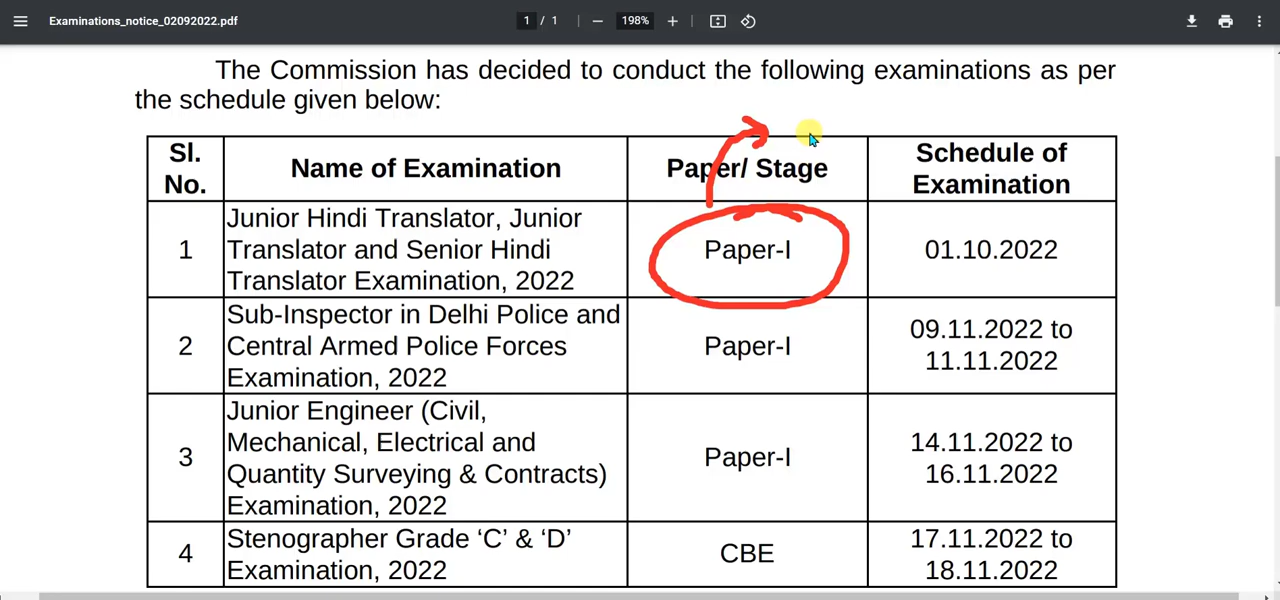 Examinations_notice_02092022.pdf
1 / 1
198%
The Commission has decided to conduct the following examinations as per
the schedule given below:
Sl.
No.
Name of Examination
Paper/ Stage
Schedule of
Examination
1
Junior Hindi Translator, Junior
Translator and Senior Hindi
Translator Examination, 2022
Paper-I
01.10.2022
2
Sub-Inspector in Delhi Police and
Central Armed Police Forces
Examination, 2022
Paper-I
09.11.2022 to
11.11.2022
3
Junior Engineer (Civil,
Mechanical, Electrical and
Quantity Surveying & Contracts)
Examination, 2022
Paper-I
14.11.2022 to
16.11.2022
4
Stenographer Grade ‘C’ & ‘D’
Examination, 2022
CBE
17.11.2022 to
18.11.2022